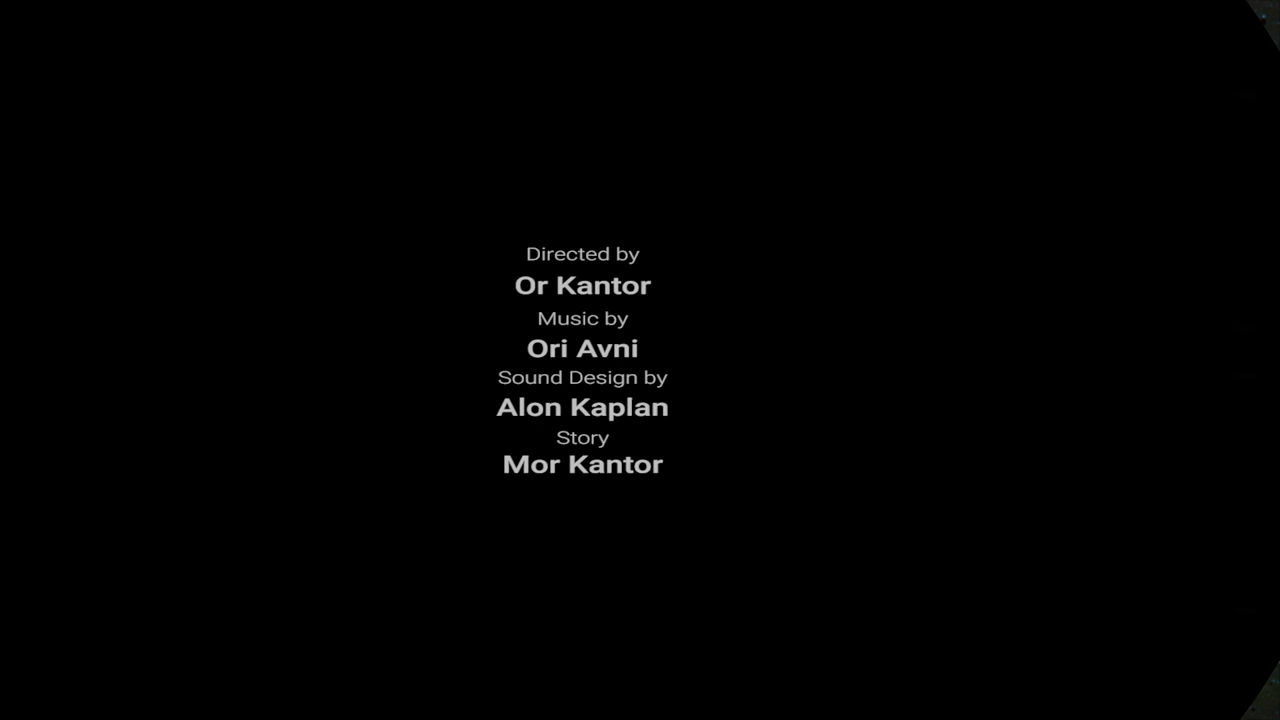 Directed by
Or Kantor
Music by
Ori Avni
Sound Design by
Alon Kaplan
Story
Mor Kantor